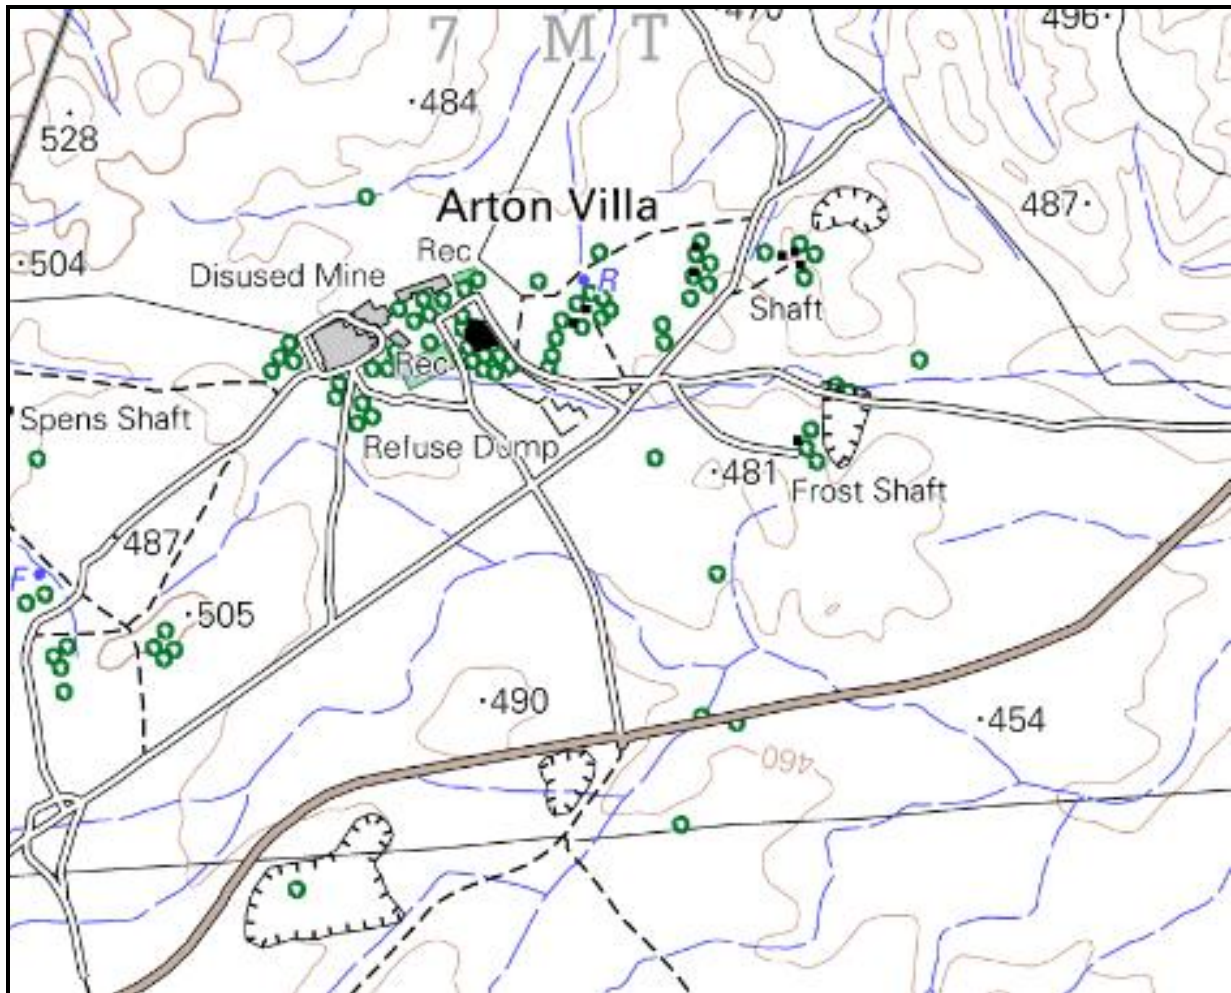 7 M T
470
496
484
528
487
Arton Villa
Rec
504
Disused Mine
R
Shaft
Rec
Spens Shaft
Refuse Dump
481
Frost Shaft
487
F
505
490
454
460